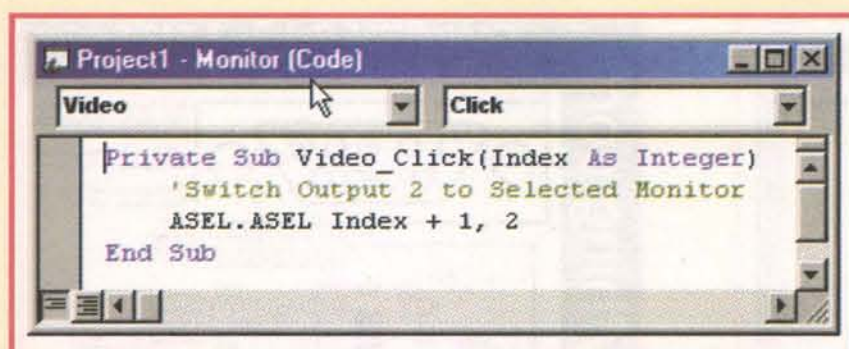 Project1 - Monitor (Code)
Video Click
Private Sub Video_Click(Index As Integer)
'Switch Output 2 to Selected Monitor
ASEL.ASEL Index + 1, 2
End Sub